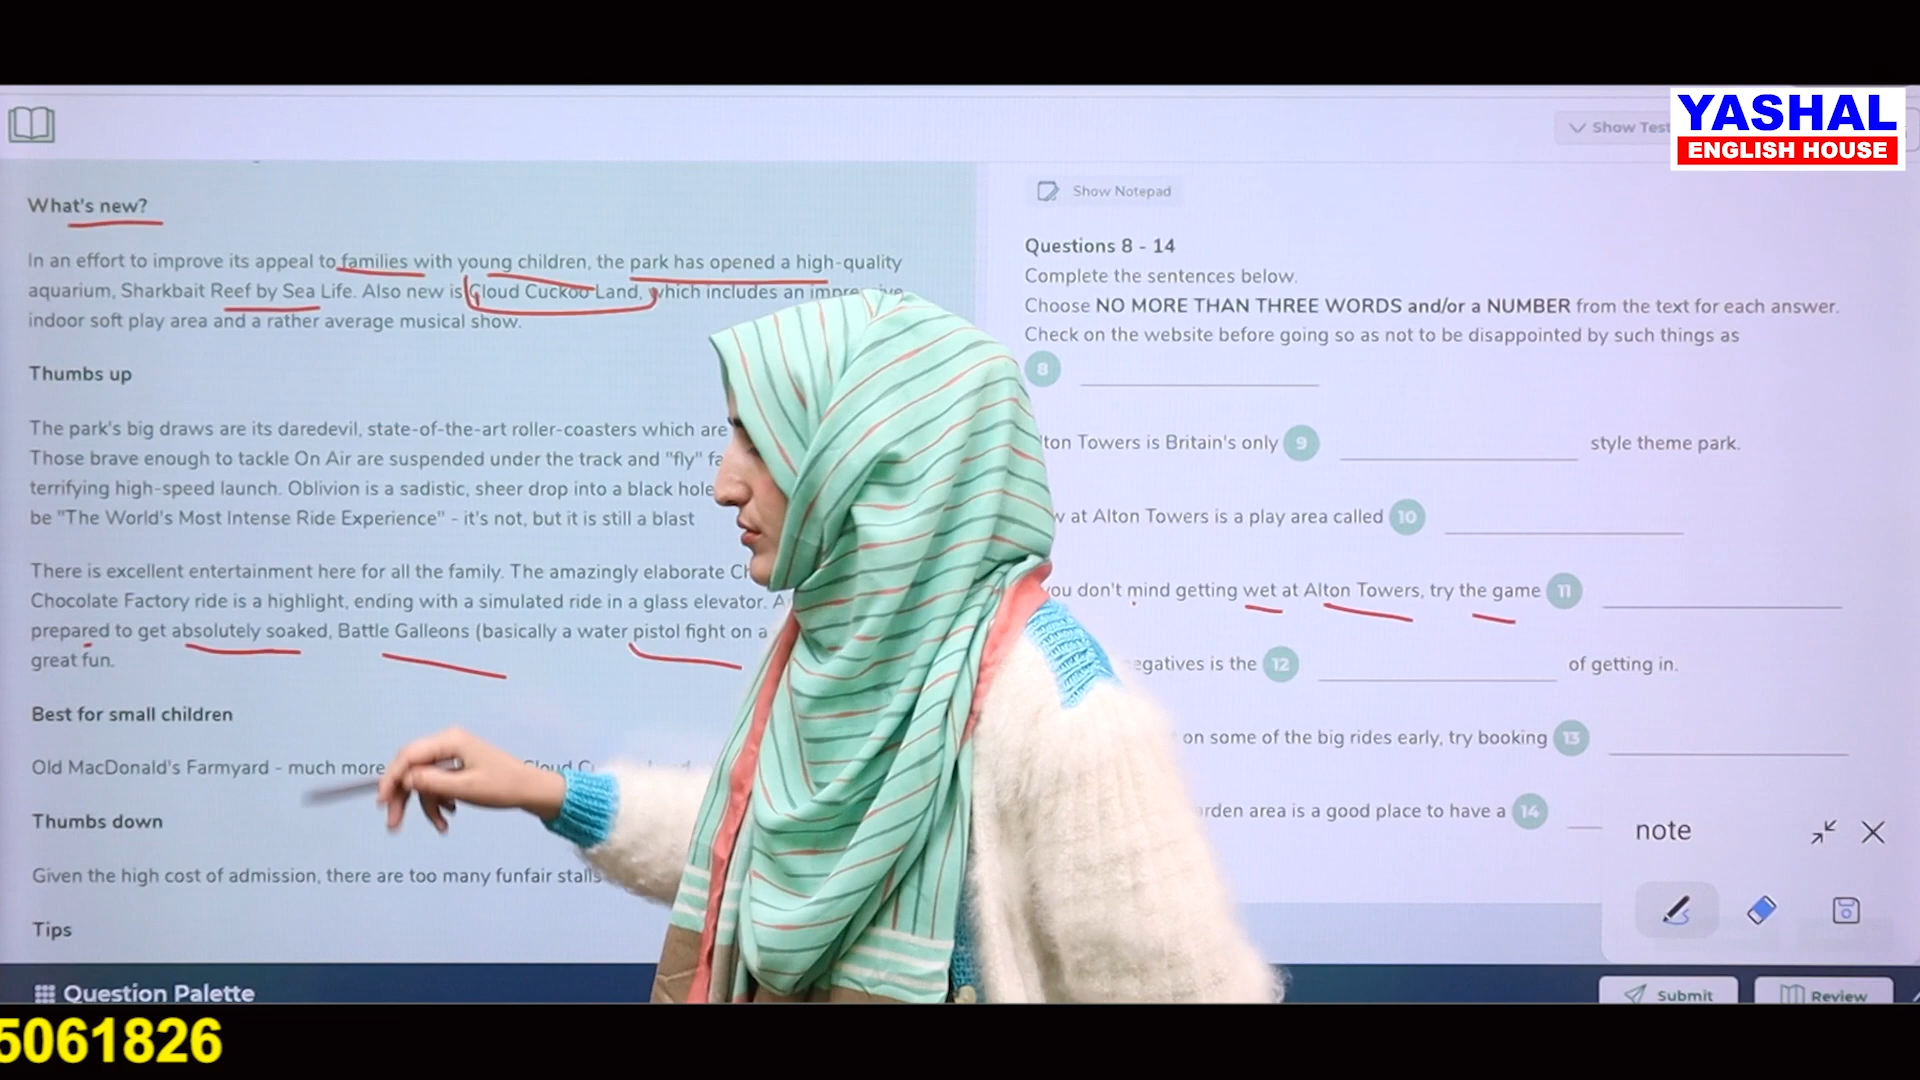 YASHAL
ENGLISH HOUSE
Show Test
What's new?
In an effort to improve its appeal to families with young children, the park has opened a high-quality
aquarium, Sharkbait Reef by Sea Life. Also new is Cloud Cuckoo Land, which includes an impressive
indoor soft play area and a rather average musical show.
Thumbs up
The park's big draws are its daredevil, state-of-the-art roller-coasters which are
Those brave enough to tackle On Air are suspended under the track and "fly"
terrifying high-speed launch. Oblivion is a sadistic, sheer drop into a black hole
be "The World's Most Intense Ride Experience" - it's not, but it is still a blast
There is excellent entertainment here for all the family. The amazingly elaborate
Chocolate Factory ride is a highlight, ending with a simulated ride in a glass elevator.
prepared to get absolutely soaked, Battle Galleons (basically a water pistol fight on a
great fun.
Best for small children
Old MacDonald's Farmyard - much more Cloud
Thumbs down
Given the high cost of admission, there are too many funfair stalls
Tips
Show Notepad
Questions 8 - 14
Complete the sentences below.
Choose NO MORE THAN THREE WORDS and/or a NUMBER from the text for each answer.
Check on the website before going so as not to be disappointed by such things as
8
lton Towers is Britain's only 9 style theme park.
w at Alton Towers is a play area called 10
you don't mind getting wet at Alton Towers, try the game 11
egatives is the 12 of getting in.
on some of the big rides early, try booking 13
rden area is a good place to have a 14
note
Question Palette
Submit
Review
5061826